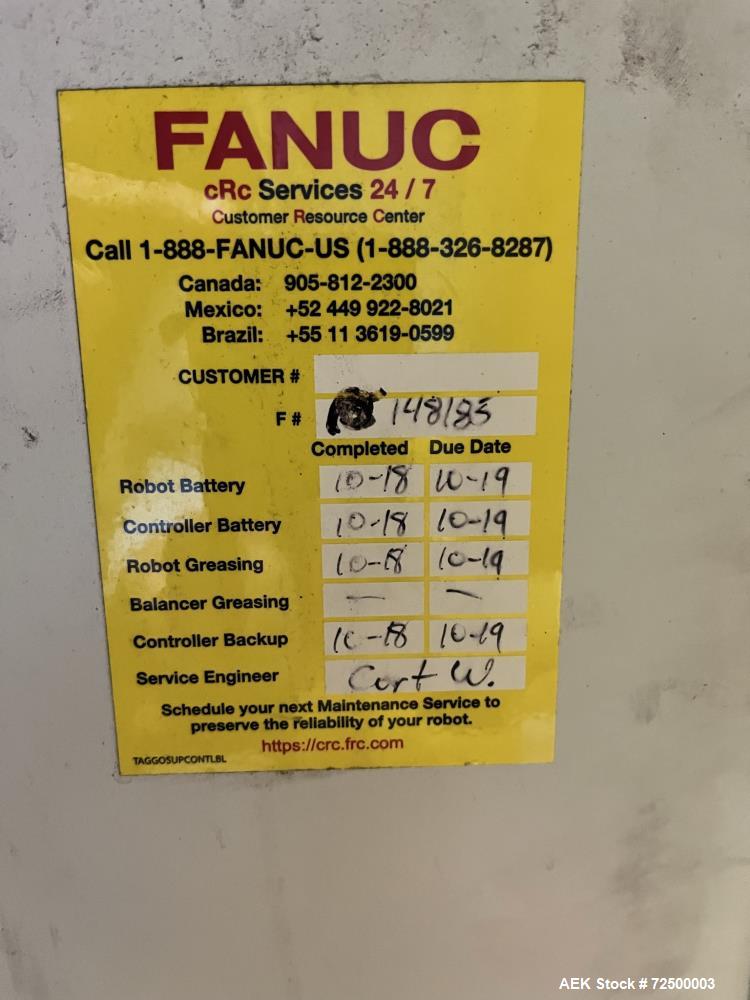 FANUC
cRc Services 24 / 7
Customer Resource Center
Call 1-888-FANUC-US (1-888-326-8287)
Canada: 905-812-2300
Mexico: +52 449 922-8021
Brazil: +55 11 3619-0599
CUSTOMER #
F # 148185
Completed Due Date
Robot Battery 10-18 10-19
Controller Battery 10-18 10-19
Robot Greasing 10-18 10-19
Balancer Greasing — —
Controller Backup 10-18 10-19
Service Engineer Curt W.
Schedule your next Maintenance Service to
preserve the reliability of your robot.
https://crc.frc.com
TAGGOSUPCONTLBL
AEK Stock # 72500003